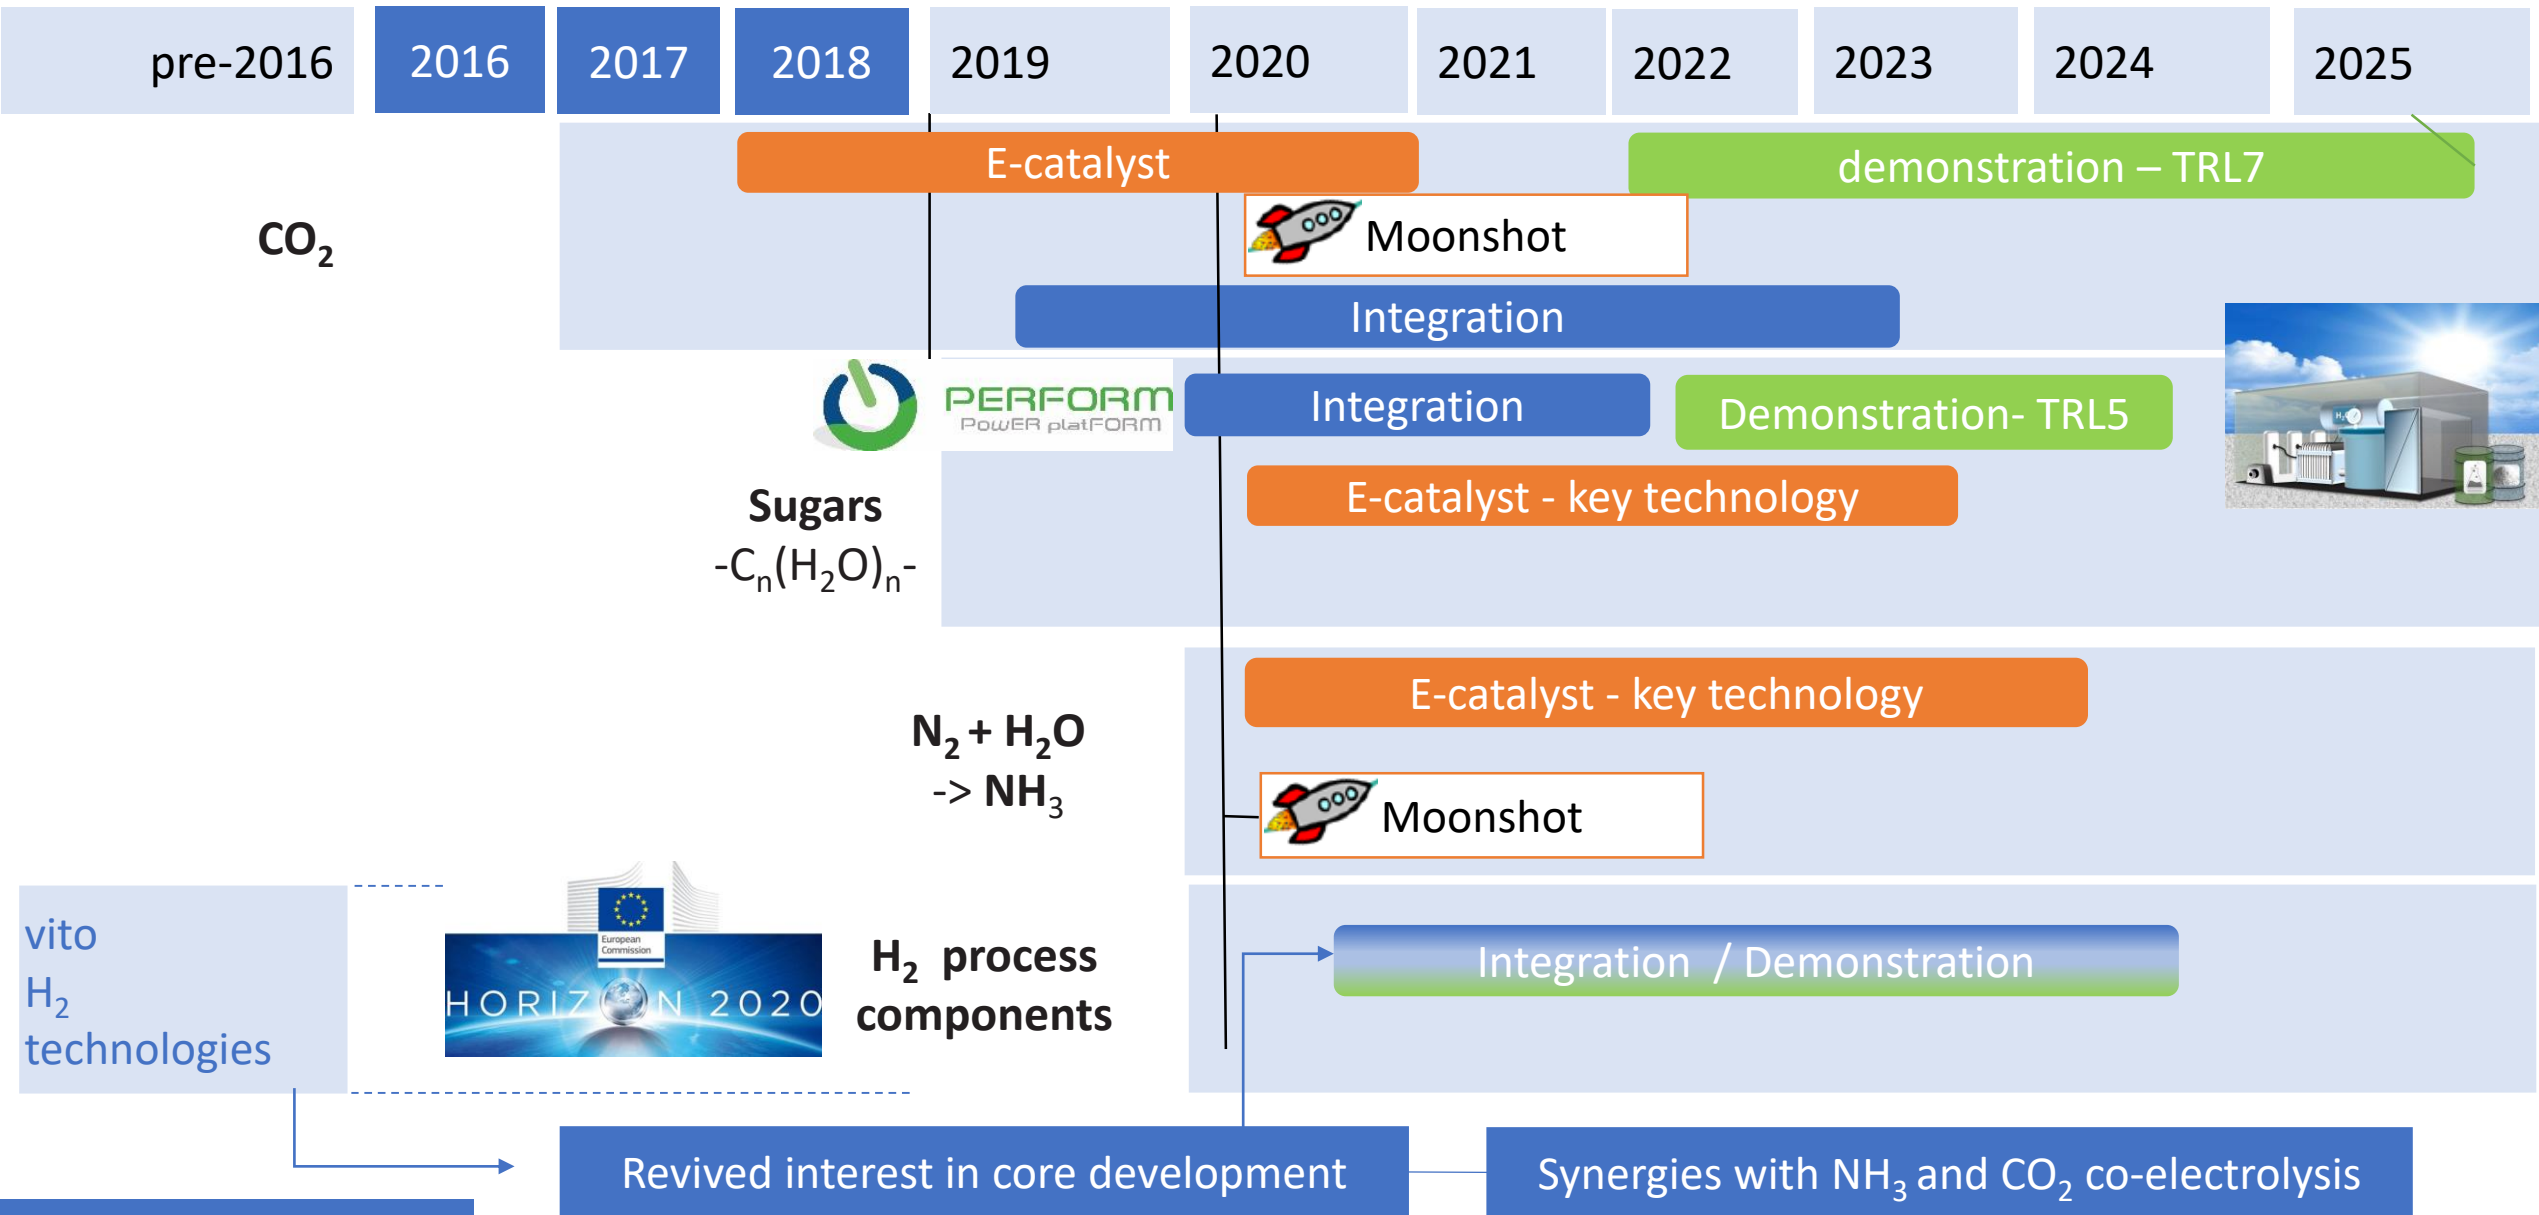 pre-2016 2016 2017 2018 2019 2020 2021 2022 2023 2024 2025
E-catalyst
demonstration – TRL7
CO₂
Moonshot
Integration
PERFORM
PowER platFORM
Integration
Demonstration- TRL5
Sugars
-Cₙ(H₂O)ₙ-
E-catalyst - key technology
H₂
N₂ + H₂O
-> NH₃
E-catalyst - key technology
Moonshot
vito
H₂
technologies
European
Commission
HORIZON 2020
H₂ process
components
Integration / Demonstration
Revived interest in core development
Synergies with NH₃ and CO₂ co-electrolysis